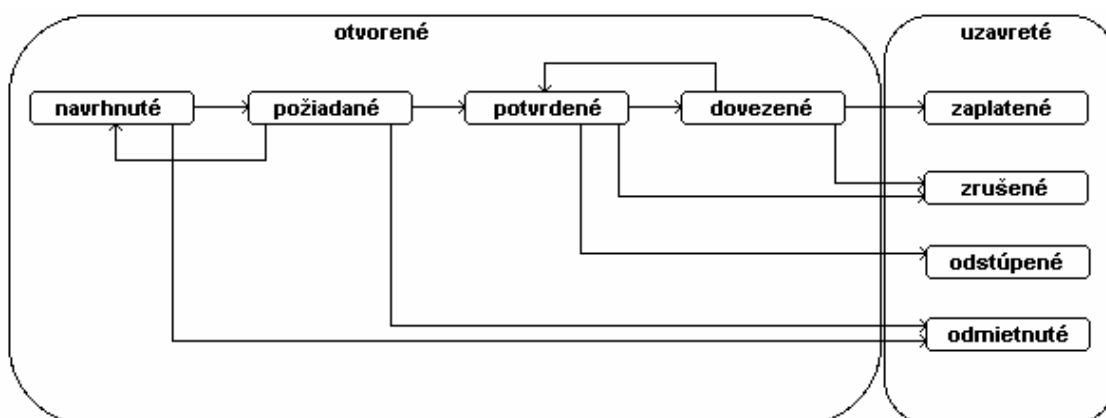 otvorené
uzavreté
navrhnuté
požiadané
potvrdené
dovezené
zaplatené
zrušené
odstúpené
odmietnuté